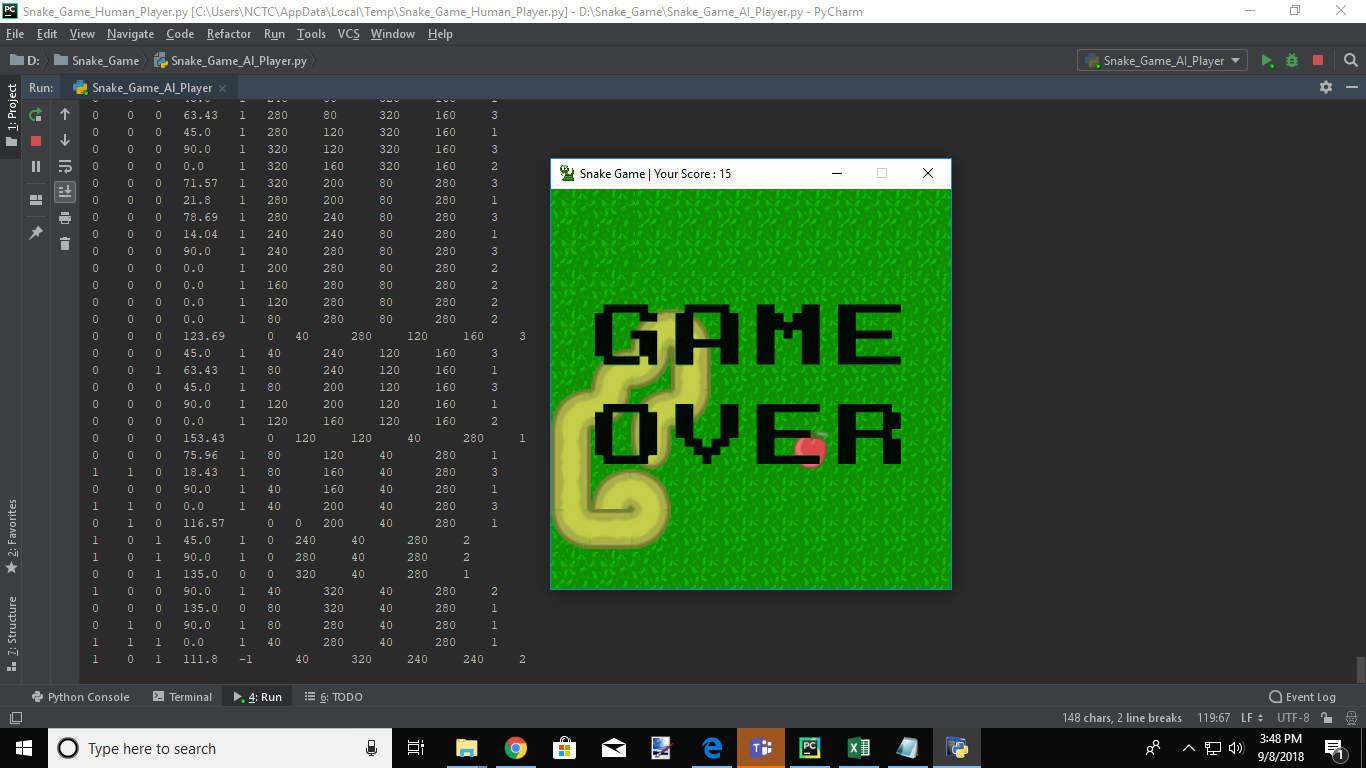 Snake_Game_Human_Player.py [C:\Users\NCTC\AppData\Local\Temp\Snake_Game_Human_Player.py] - D:\Snake_Game\Snake_Game_AI_Player.py - PyCharm
File Edit View Navigate Code Refactor Run Tools VCS Window Help
D: Snake_Game Snake_Game_AI_Player.py Snake_Game_AI_Player
1: Project
Run: Snake_Game_AI_Player
0 0 0 63.43 1 280 80 320 160 3
0 0 0 45.0 1 280 120 320 160 1
0 0 0 90.0 1 320 120 320 160 3
0 0 0 0.0 1 320 160 320 160 2
0 0 0 71.57 1 320 200 80 280 3
0 0 0 21.8 1 280 200 80 280 1
0 0 0 78.69 1 280 240 80 280 3
0 0 0 14.04 1 240 240 80 280 1
0 0 0 90.0 1 240 280 80 280 3
0 0 0 0.0 1 200 280 80 280 2
0 0 0 0.0 1 160 280 80 280 2
0 0 0 0.0 1 120 280 80 280 2
0 0 0 0.0 1 80 280 80 280 2
0 0 0 123.69 0 40 280 120 160 3
0 0 0 45.0 1 40 240 120 160 3
0 0 1 63.43 1 80 240 120 160 1
0 0 0 45.0 1 80 200 120 160 3
0 0 0 90.0 1 120 200 120 160 1
0 0 0 0.0 1 120 160 120 160 2
0 0 0 153.43 0 120 120 40 280 1
0 0 0 75.96 1 80 120 40 280 1
1 1 0 18.43 1 80 160 40 280 3
0 0 0 90.0 1 40 160 40 280 1
1 1 0 0.0 1 40 200 40 280 3
0 1 0 116.57 0 0 200 40 280 1
1 0 1 45.0 1 0 240 40 280 2
1 0 1 90.0 1 0 280 40 280 2
0 0 1 135.0 0 0 320 40 280 1
1 0 0 90.0 1 40 320 40 280 2
0 0 0 135.0 0 80 320 40 280 1
0 1 0 90.0 1 80 280 40 280 1
1 1 1 0.0 1 40 280 40 280 1
1 0 1 111.8 -1 40 320 240 240 2
Snake Game | Your Score : 15
GAME
OVER
2: Favorites
7: Structure
Python Console Terminal 4: Run 6: TODO Event Log
148 chars, 2 line breaks 119:67 LF UTF-8
Type here to search
3:48 PM
9/8/2018
1